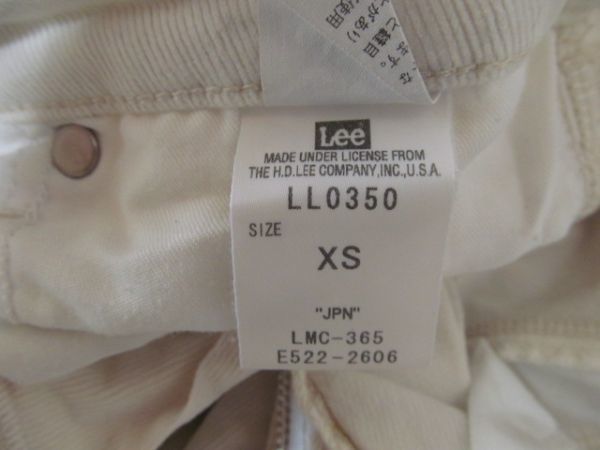 Lee
MADE UNDER LICENSE FROM
THE H.D.LEE COMPANY,INC.,U.S.A.
LL0350
SIZE
XS
"JPN"
LMC-365
E522-2606